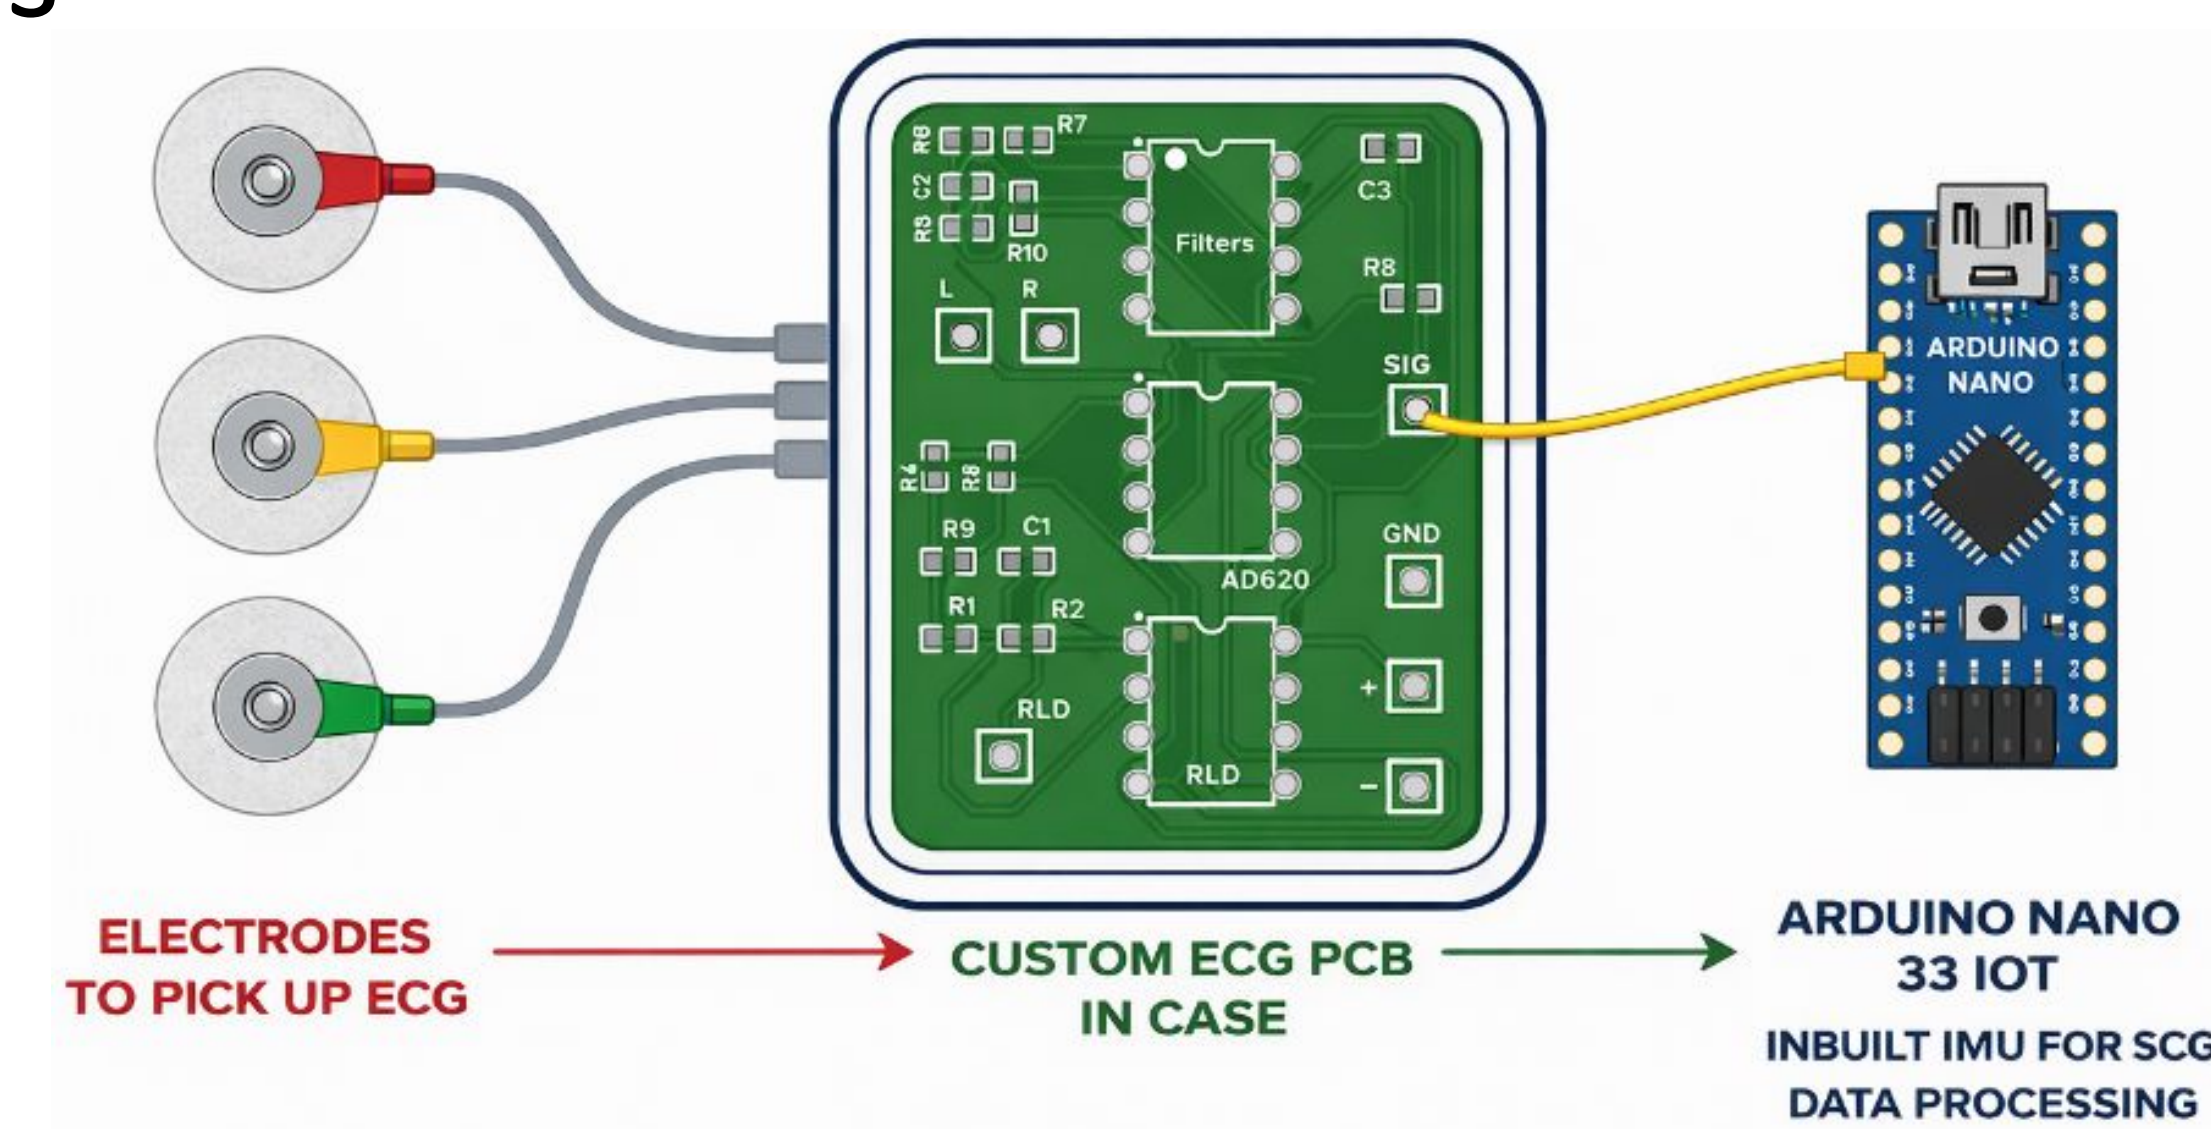 R7
C2
R10
L R
Filters
C3
R8
SIG
R6
R8
R9
C1
AD620
GND
R1
R2
RLD
RLD
+
-
ARDUINO
NANO
ELECTRODES
TO PICK UP ECG
CUSTOM ECG PCB
IN CASE
ARDUINO NANO
33 IOT
INBUILT IMU FOR SCG
DATA PROCESSING